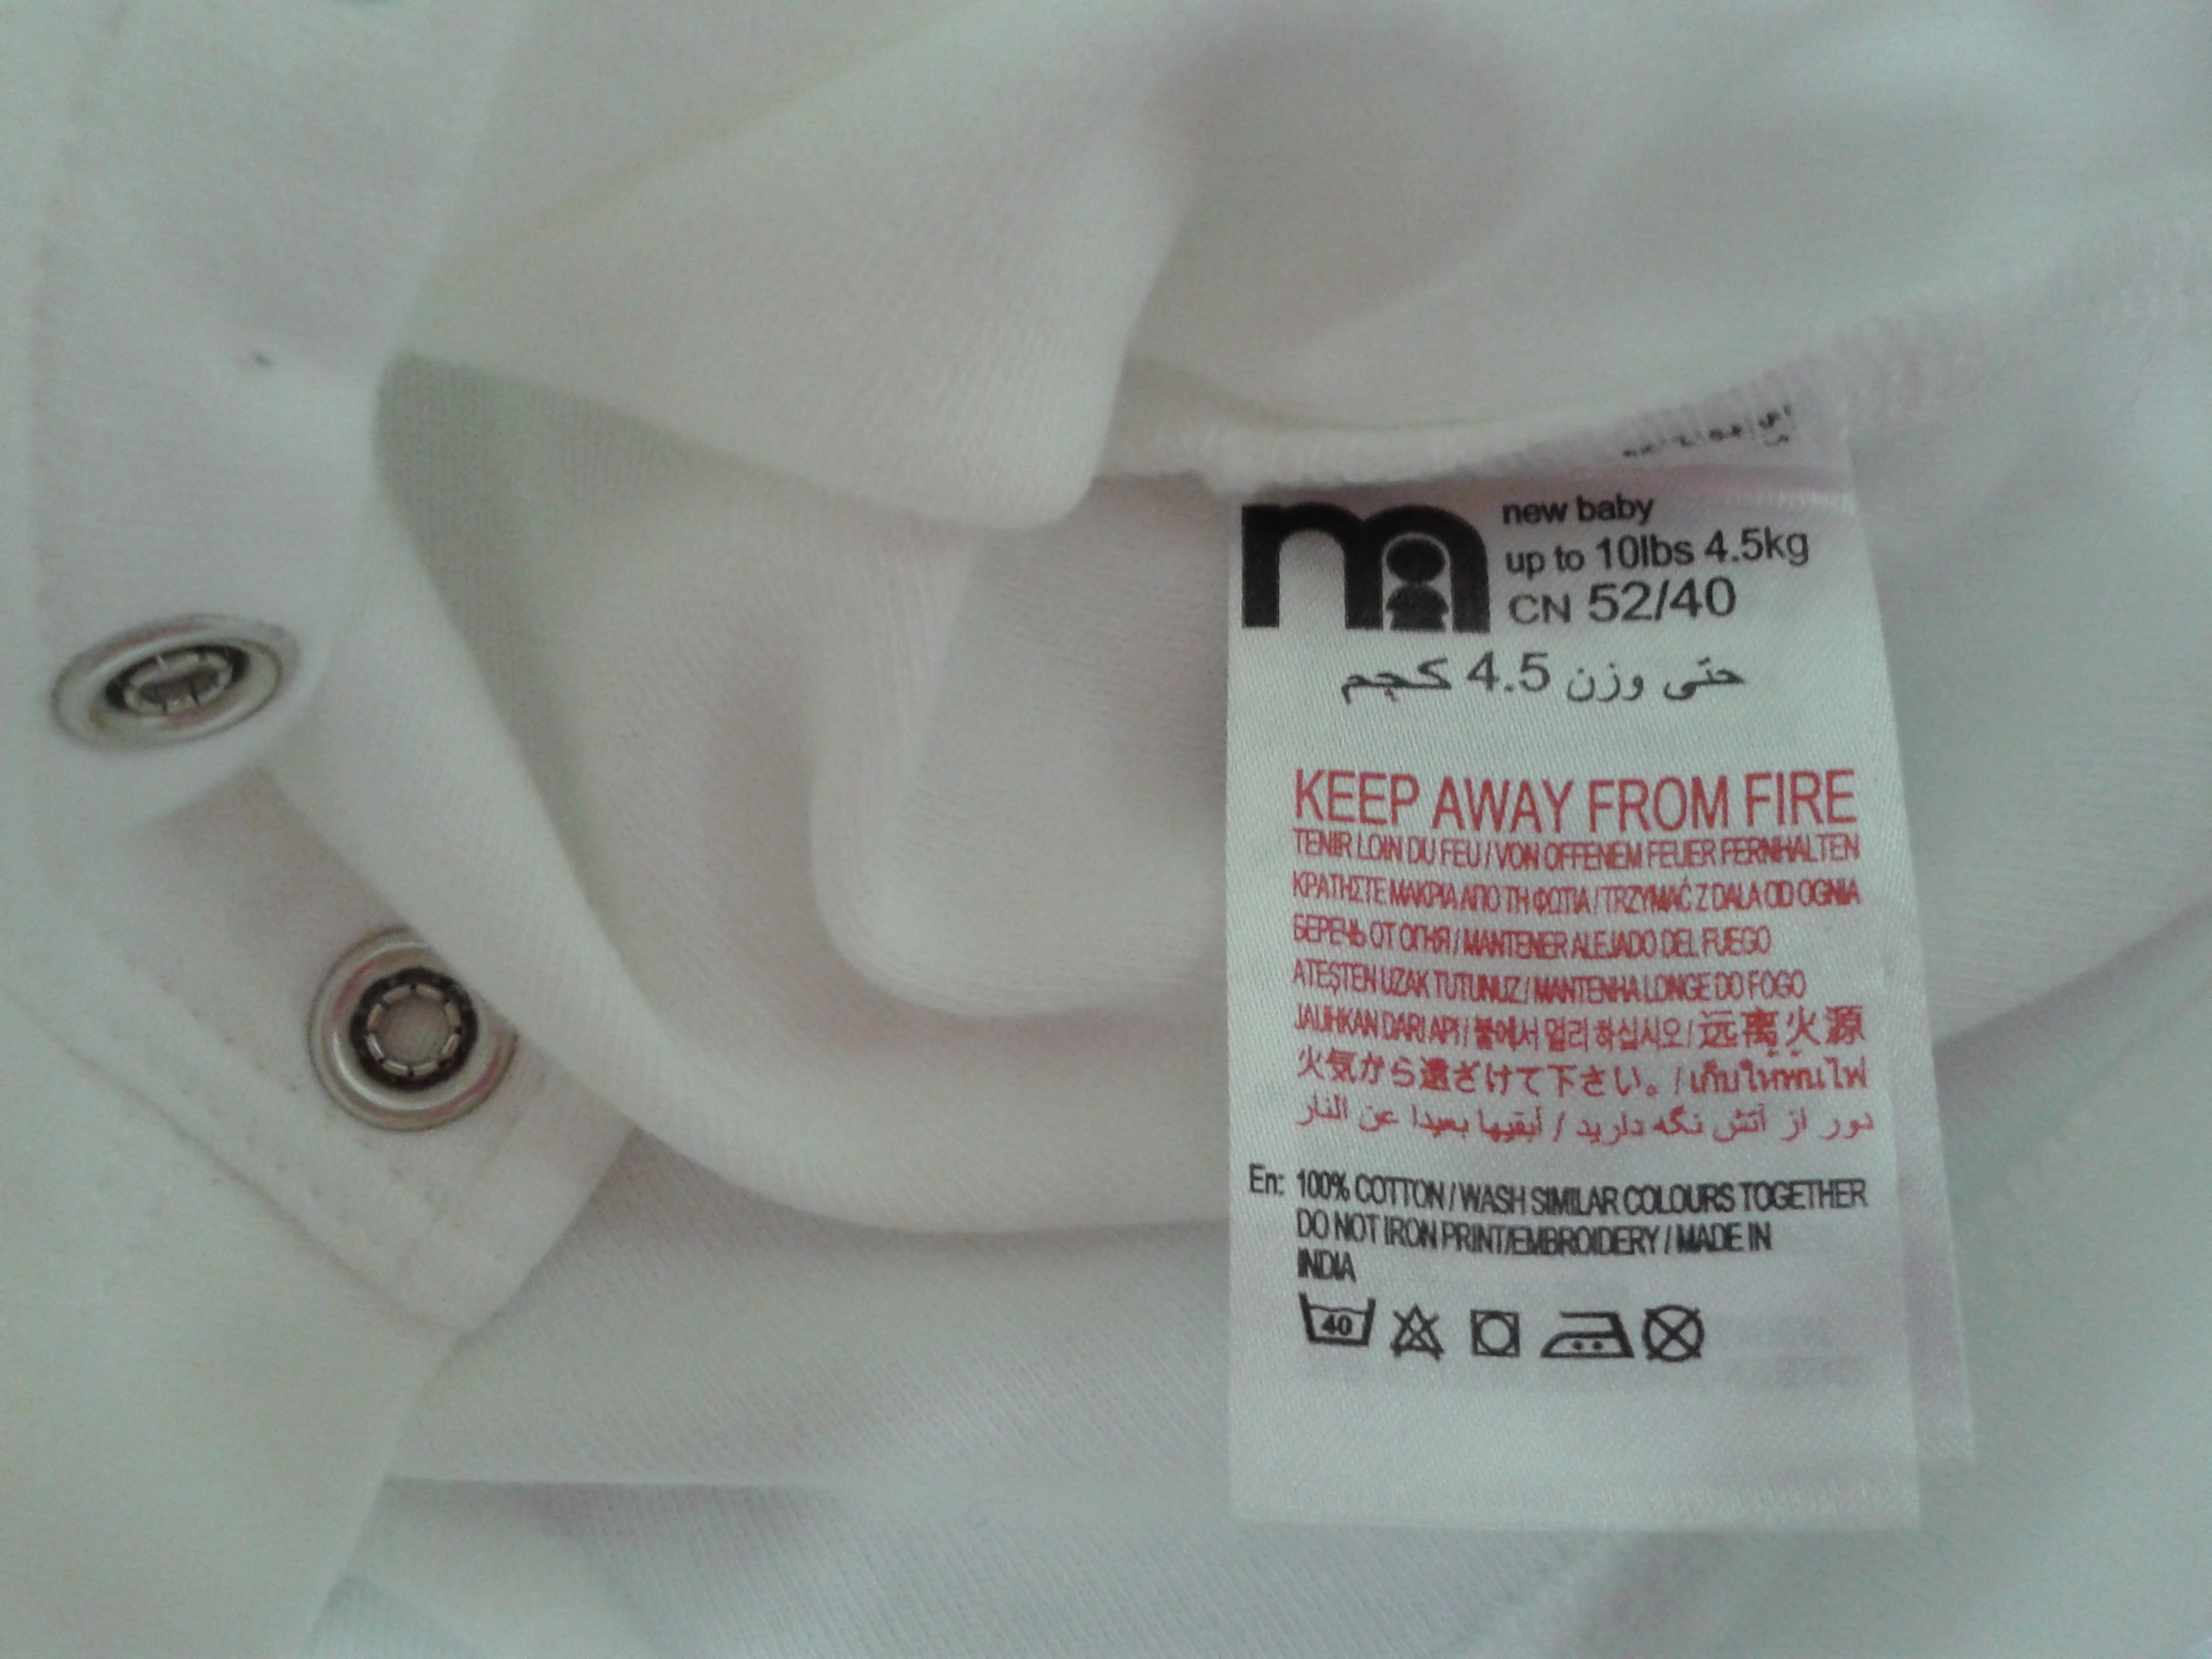 new baby
up to 10lbs 4.5kg
CN 52/40
حتى وزن 4.5 كجم
KEEP AWAY FROM FIRE
TENIR LOIN DU FEU / VON OFFENEM FEUER FERNHALTEN
ΚΡΑΤΗΣΤΕ ΜΑΚΡΙΑ ΑΠΟ ΤΗ ΦΩΤΙΑ / TRZYMAĆ Z DALA OD OGNIA
БЕРЕЧЬ ОТ ОГНЯ / MANTENER ALEJADO DEL FUEGO
ATEŞTEN UZAK TUTUNUZ / MANTENHA LONGE DO FOGO
JAUHKAN DARI API / 불에서 멀리 하십시오 / 远离火源
火気から遠ざけて下さい。 / เก็บให้พ้นไฟ
دور از آتش نگه دارید / أبقيها بعيدا عن النار
En: 100% COTTON / WASH SIMILAR COLOURS TOGETHER
DO NOT IRON PRINT/EMBROIDERY / MADE IN
INDIA
40